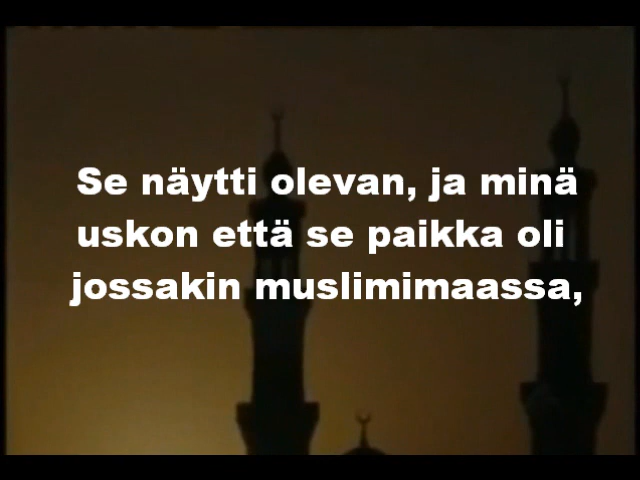 Se näytti olevan, ja minä
uskon että se paikka oli
jossakin muslimimaassa,